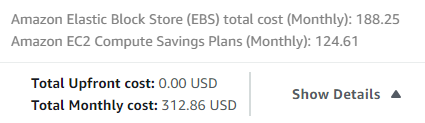 Amazon Elastic Block Store (EBS) total cost (Monthly): 188.25
Amazon EC2 Compute Savings Plans (Monthly): 124.61
Total Upfront cost: 0.00 USD
Total Monthly cost: 312.86 USD
Show Details ▲